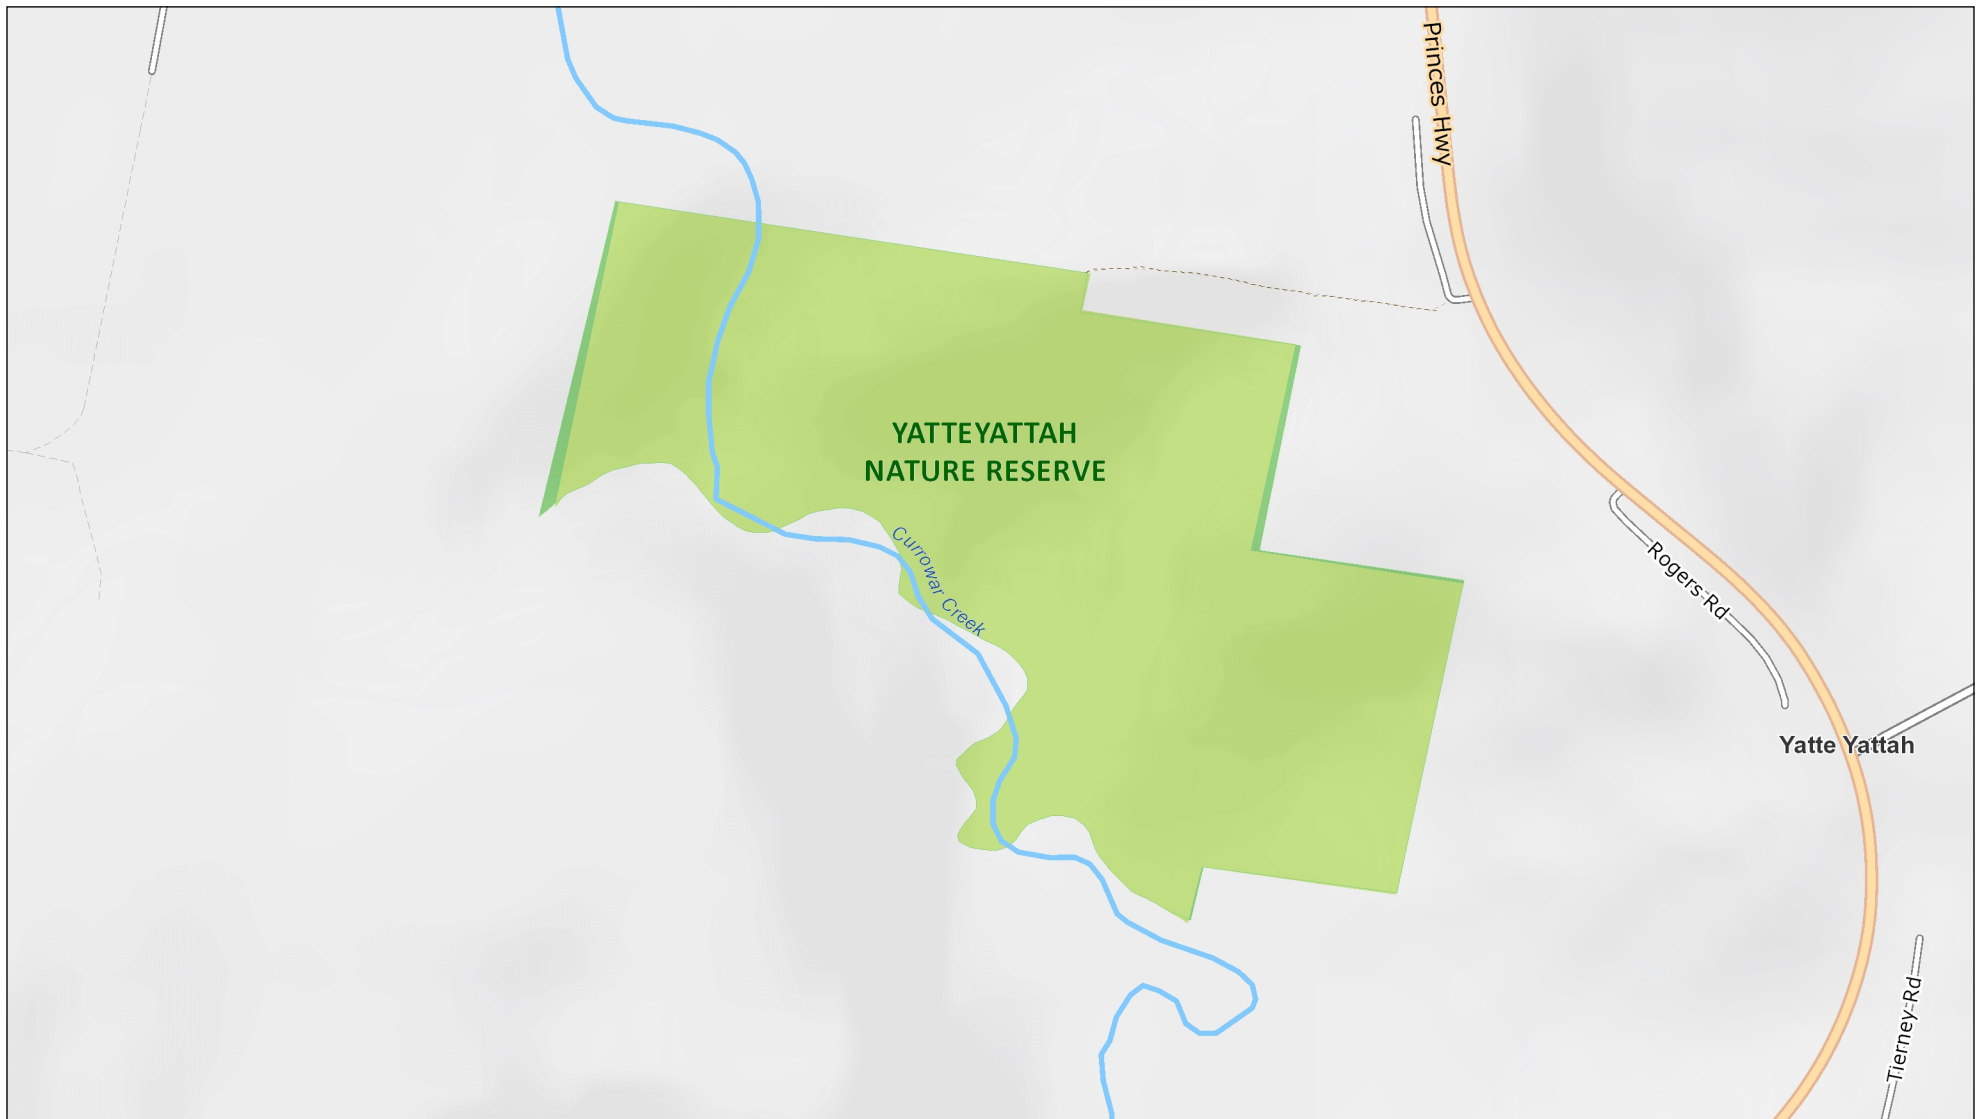 Princes Hwy
YATTEYATTAH
NATURE RESERVE
Currowar Creek
Rogers Rd
Yatte Yattah
Tierney Rd